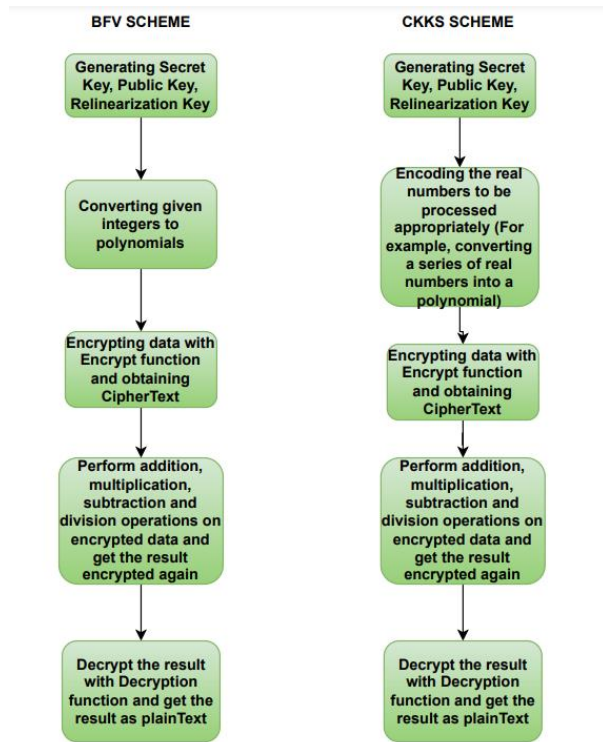 BFV SCHEME
Generating Secret
Key, Public Key,
Relinearization Key
Converting given
integers to
polynomials
Encrypting data with
Encrypt function
and obtaining
CipherText
Perform addition,
multiplication,
subtraction and
division operations on
encrypted data and
get the result
encrypted again
Decrypt the result
with Decryption
function and get the
result as plainText
CKKS SCHEME
Generating Secret
Key, Public Key,
Relinearization Key
Encoding the real
numbers to be
processed
appropriately (For
example, converting
a series of real
numbers into a
polynomial)
Encrypting data with
Encrypt function
and obtaining
CipherText
Perform addition,
multiplication,
subtraction and
division operations on
encrypted data and
get the result
encrypted again
Decrypt the result
with Decryption
function and get the
result as plainText